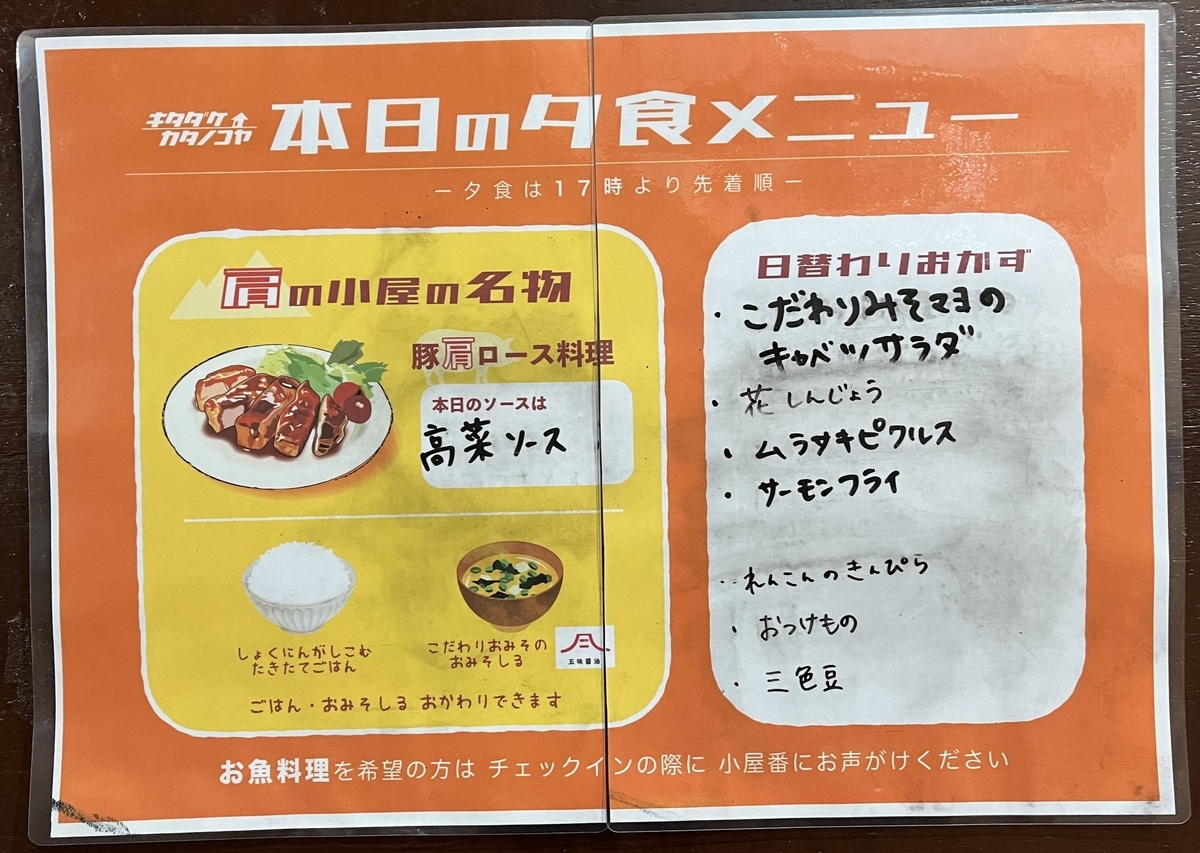 キタダケ
カタノコヤ
本日の夕食メニュー
ー夕食は17時より先着順ー
肩の小屋の名物
豚肩ロース料理
本日のソースは
高菜ソース
しょくにんがしこむ
たきたてごはん
こだわりおみその
おみそしる
五味醤油
ごはん・おみそしる おかわりできます
日替わりおかず
・こだわりみそマヨの
キャベツサラダ
・花しんじょう
・ムラサキピクルス
・サーモンフライ
・れんこんのきんぴら
・おつけもの
・三色豆
お魚料理を希望の方は チェックインの際に 小屋番にお声がけください